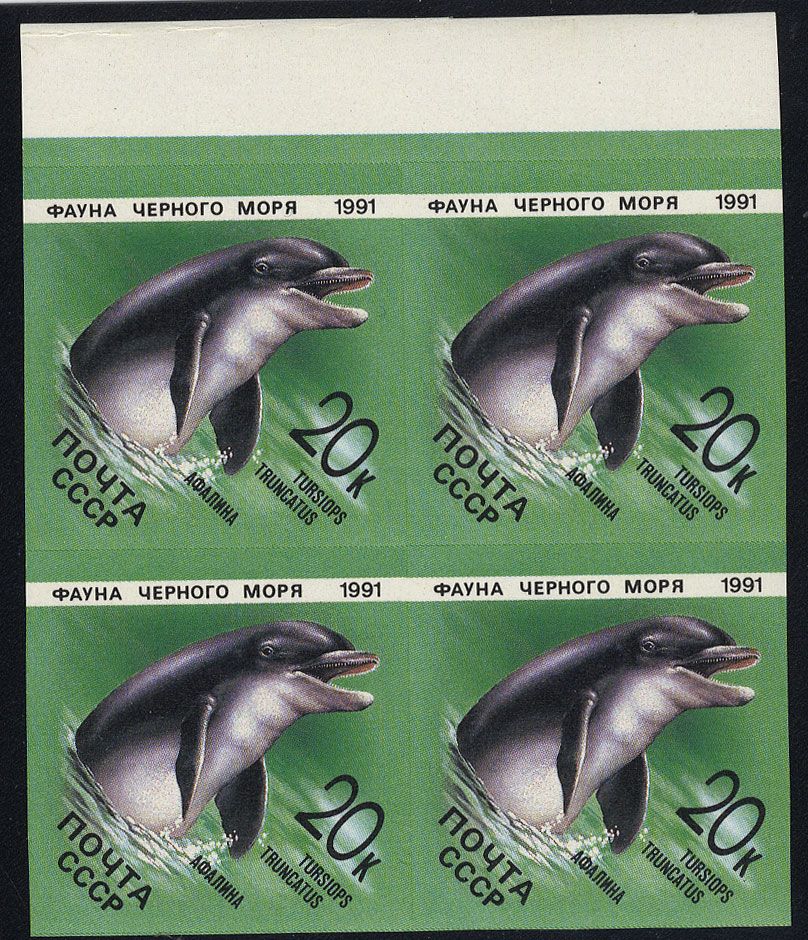 ФАУНА ЧЕРНОГО МОРЯ 1991
20к
TURSIOPS
TRUNCATUS
АФАЛИНА
ПОЧТА
СССР
ФАУНА ЧЕРНОГО МОРЯ 1991
20к
TURSIOPS
TRUNCATUS
АФАЛИНА
ПОЧТА
СССР
ФАУНА ЧЕРНОГО МОРЯ 1991
20к
TURSIOPS
TRUNCATUS
АФАЛИНА
ПОЧТА
СССР
ФАУНА ЧЕРНОГО МОРЯ 1991
20к
TURSIOPS
TRUNCATUS
АФАЛИНА
ПОЧТА
СССР